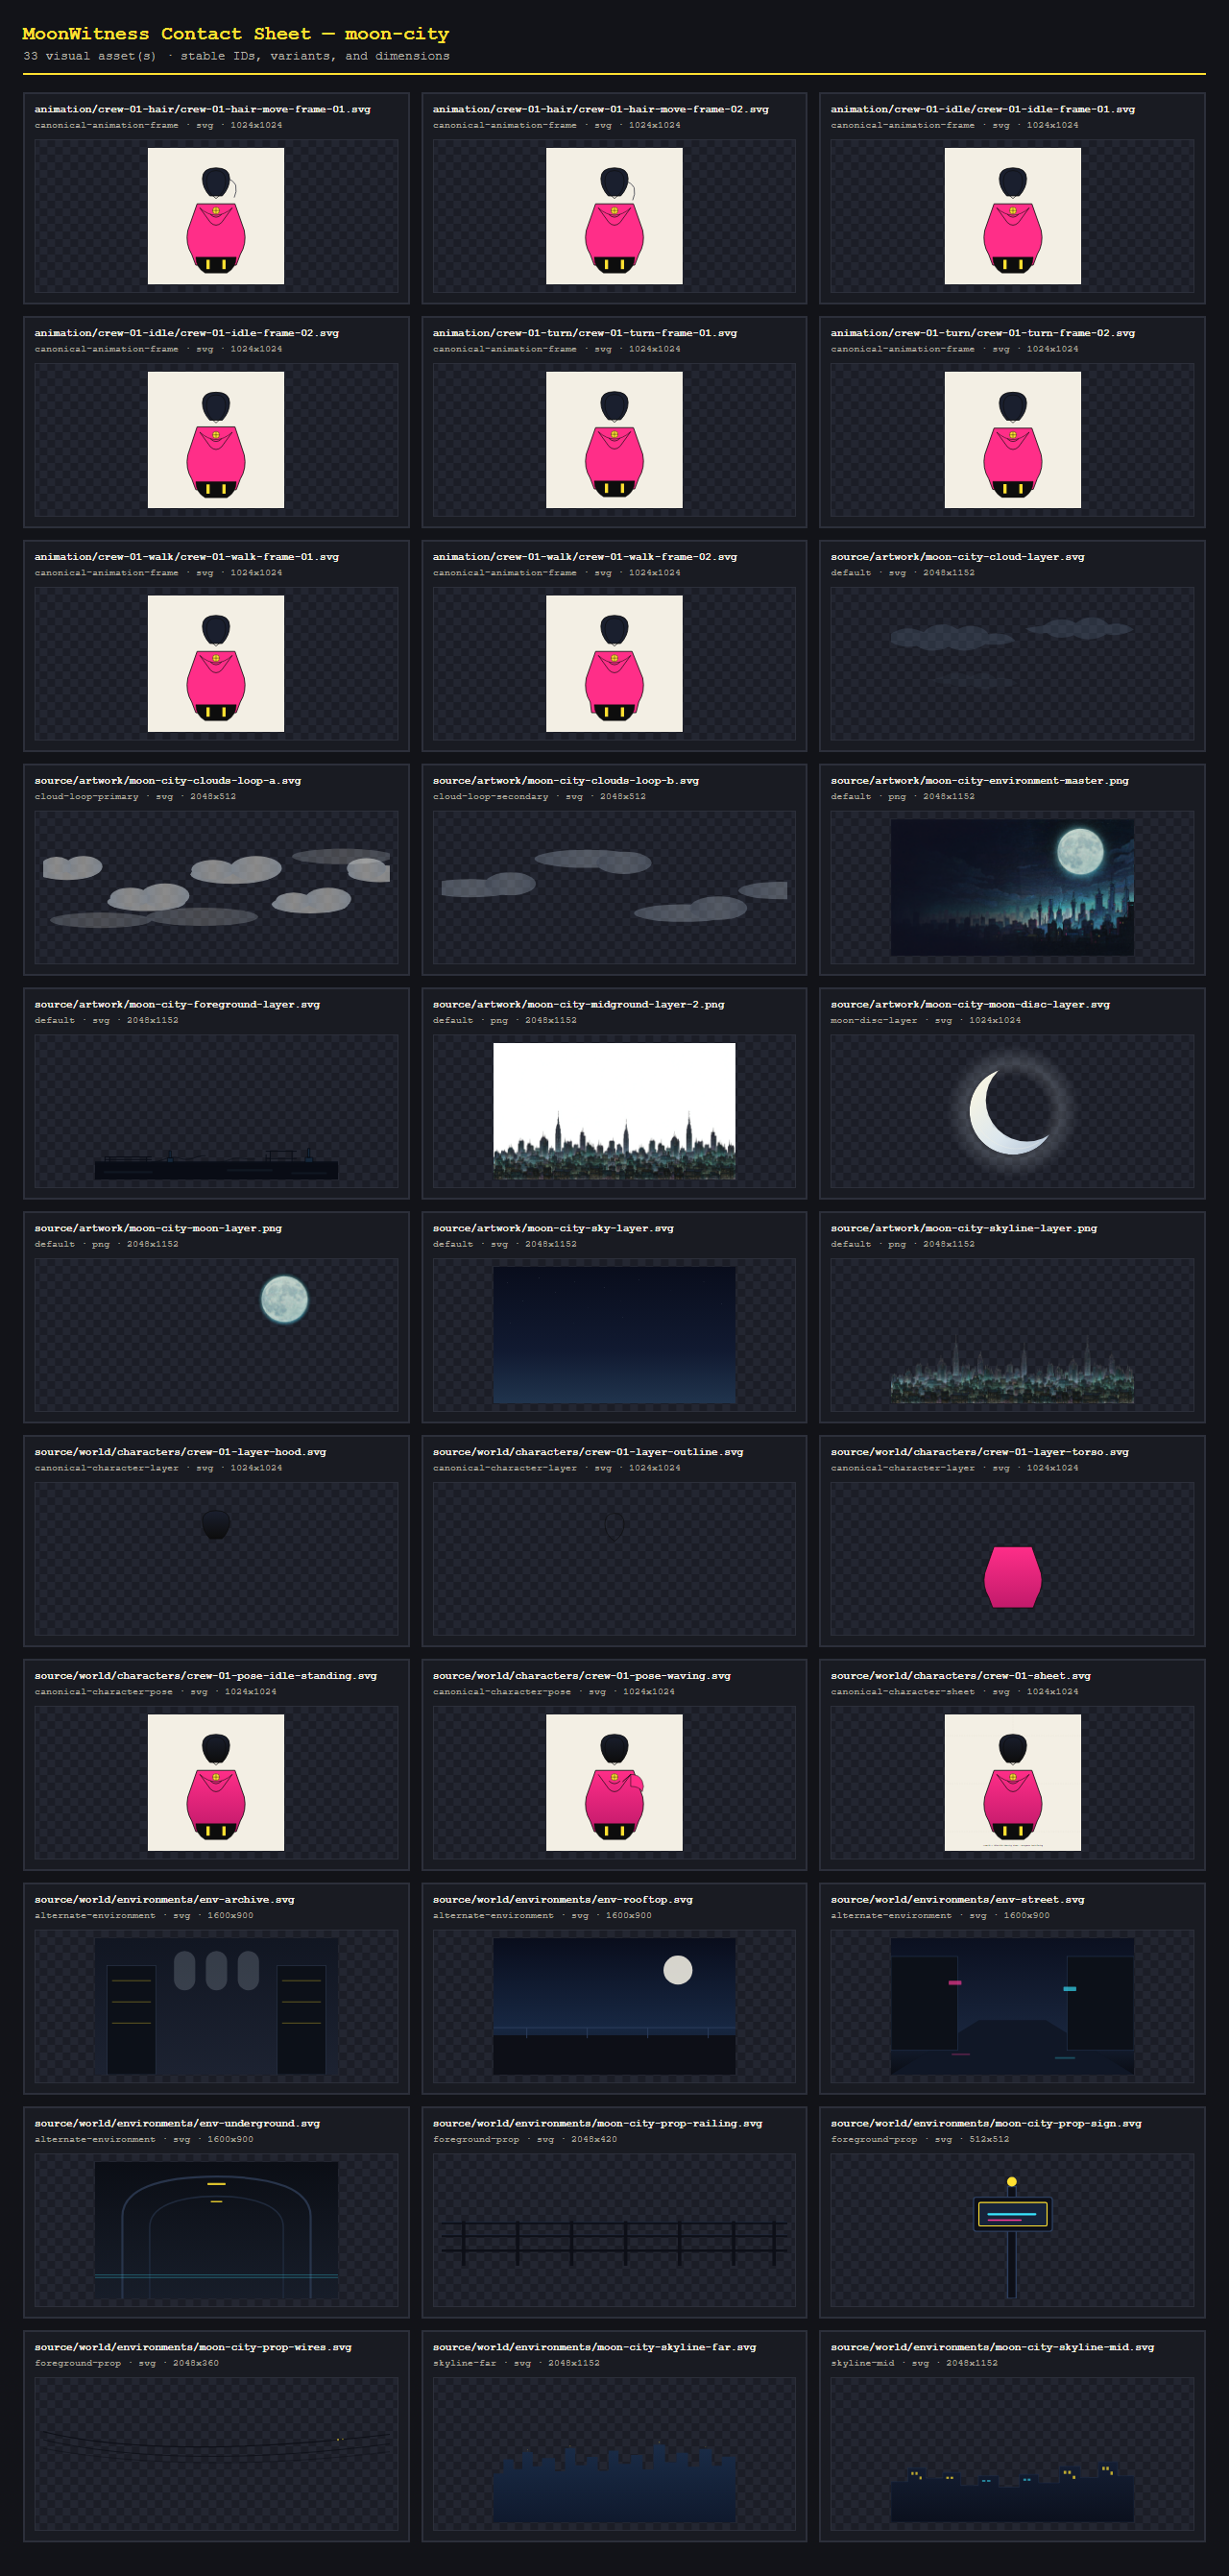 MoonWitness Contact Sheet — moon-city
33 visual asset(s) · stable IDs, variants, and dimensions
animation/crew-01-hair/crew-01-hair-move-frame-01.svg
canonical-animation-frame · svg · 1024x1024
animation/crew-01-hair/crew-01-hair-move-frame-02.svg
canonical-animation-frame · svg · 1024x1024
animation/crew-01-idle/crew-01-idle-frame-01.svg
canonical-animation-frame · svg · 1024x1024
animation/crew-01-idle/crew-01-idle-frame-02.svg
canonical-animation-frame · svg · 1024x1024
animation/crew-01-turn/crew-01-turn-frame-01.svg
canonical-animation-frame · svg · 1024x1024
animation/crew-01-turn/crew-01-turn-frame-02.svg
canonical-animation-frame · svg · 1024x1024
animation/crew-01-walk/crew-01-walk-frame-01.svg
canonical-animation-frame · svg · 1024x1024
animation/crew-01-walk/crew-01-walk-frame-02.svg
canonical-animation-frame · svg · 1024x1024
source/artwork/moon-city-cloud-layer.svg
default · svg · 2048x1152
source/artwork/moon-city-clouds-loop-a.svg
cloud-loop-primary · svg · 2048x512
source/artwork/moon-city-clouds-loop-b.svg
cloud-loop-secondary · svg · 2048x512
source/artwork/moon-city-environment-master.png
default · png · 2048x1152
source/artwork/moon-city-foreground-layer.svg
default · svg · 2048x1152
source/artwork/moon-city-midground-layer-2.png
default · png · 2048x1152
source/artwork/moon-city-moon-disc-layer.svg
moon-disc-layer · svg · 1024x1024
source/artwork/moon-city-moon-layer.png
default · png · 2048x1152
source/artwork/moon-city-sky-layer.svg
default · svg · 2048x1152
source/artwork/moon-city-skyline-layer.png
default · png · 2048x1152
source/world/characters/crew-01-layer-hood.svg
canonical-character-layer · svg · 1024x1024
source/world/characters/crew-01-layer-outline.svg
canonical-character-layer · svg · 1024x1024
source/world/characters/crew-01-layer-torso.svg
canonical-character-layer · svg · 1024x1024
source/world/characters/crew-01-pose-idle-standing.svg
canonical-character-pose · svg · 1024x1024
source/world/characters/crew-01-pose-waving.svg
canonical-character-pose · svg · 1024x1024
source/world/characters/crew-01-sheet.svg
canonical-character-sheet · svg · 1024x1024
source/world/environments/env-archive.svg
alternate-environment · svg · 1600x900
source/world/environments/env-rooftop.svg
alternate-environment · svg · 1600x900
source/world/environments/env-street.svg
alternate-environment · svg · 1600x900
source/world/environments/env-underground.svg
alternate-environment · svg · 1600x900
source/world/environments/moon-city-prop-railing.svg
foreground-prop · svg · 2048x420
source/world/environments/moon-city-prop-sign.svg
foreground-prop · svg · 512x512
source/world/environments/moon-city-prop-wires.svg
foreground-prop · svg · 2048x360
source/world/environments/moon-city-skyline-far.svg
skyline-far · svg · 2048x1152
source/world/environments/moon-city-skyline-mid.svg
skyline-mid · svg · 2048x1152